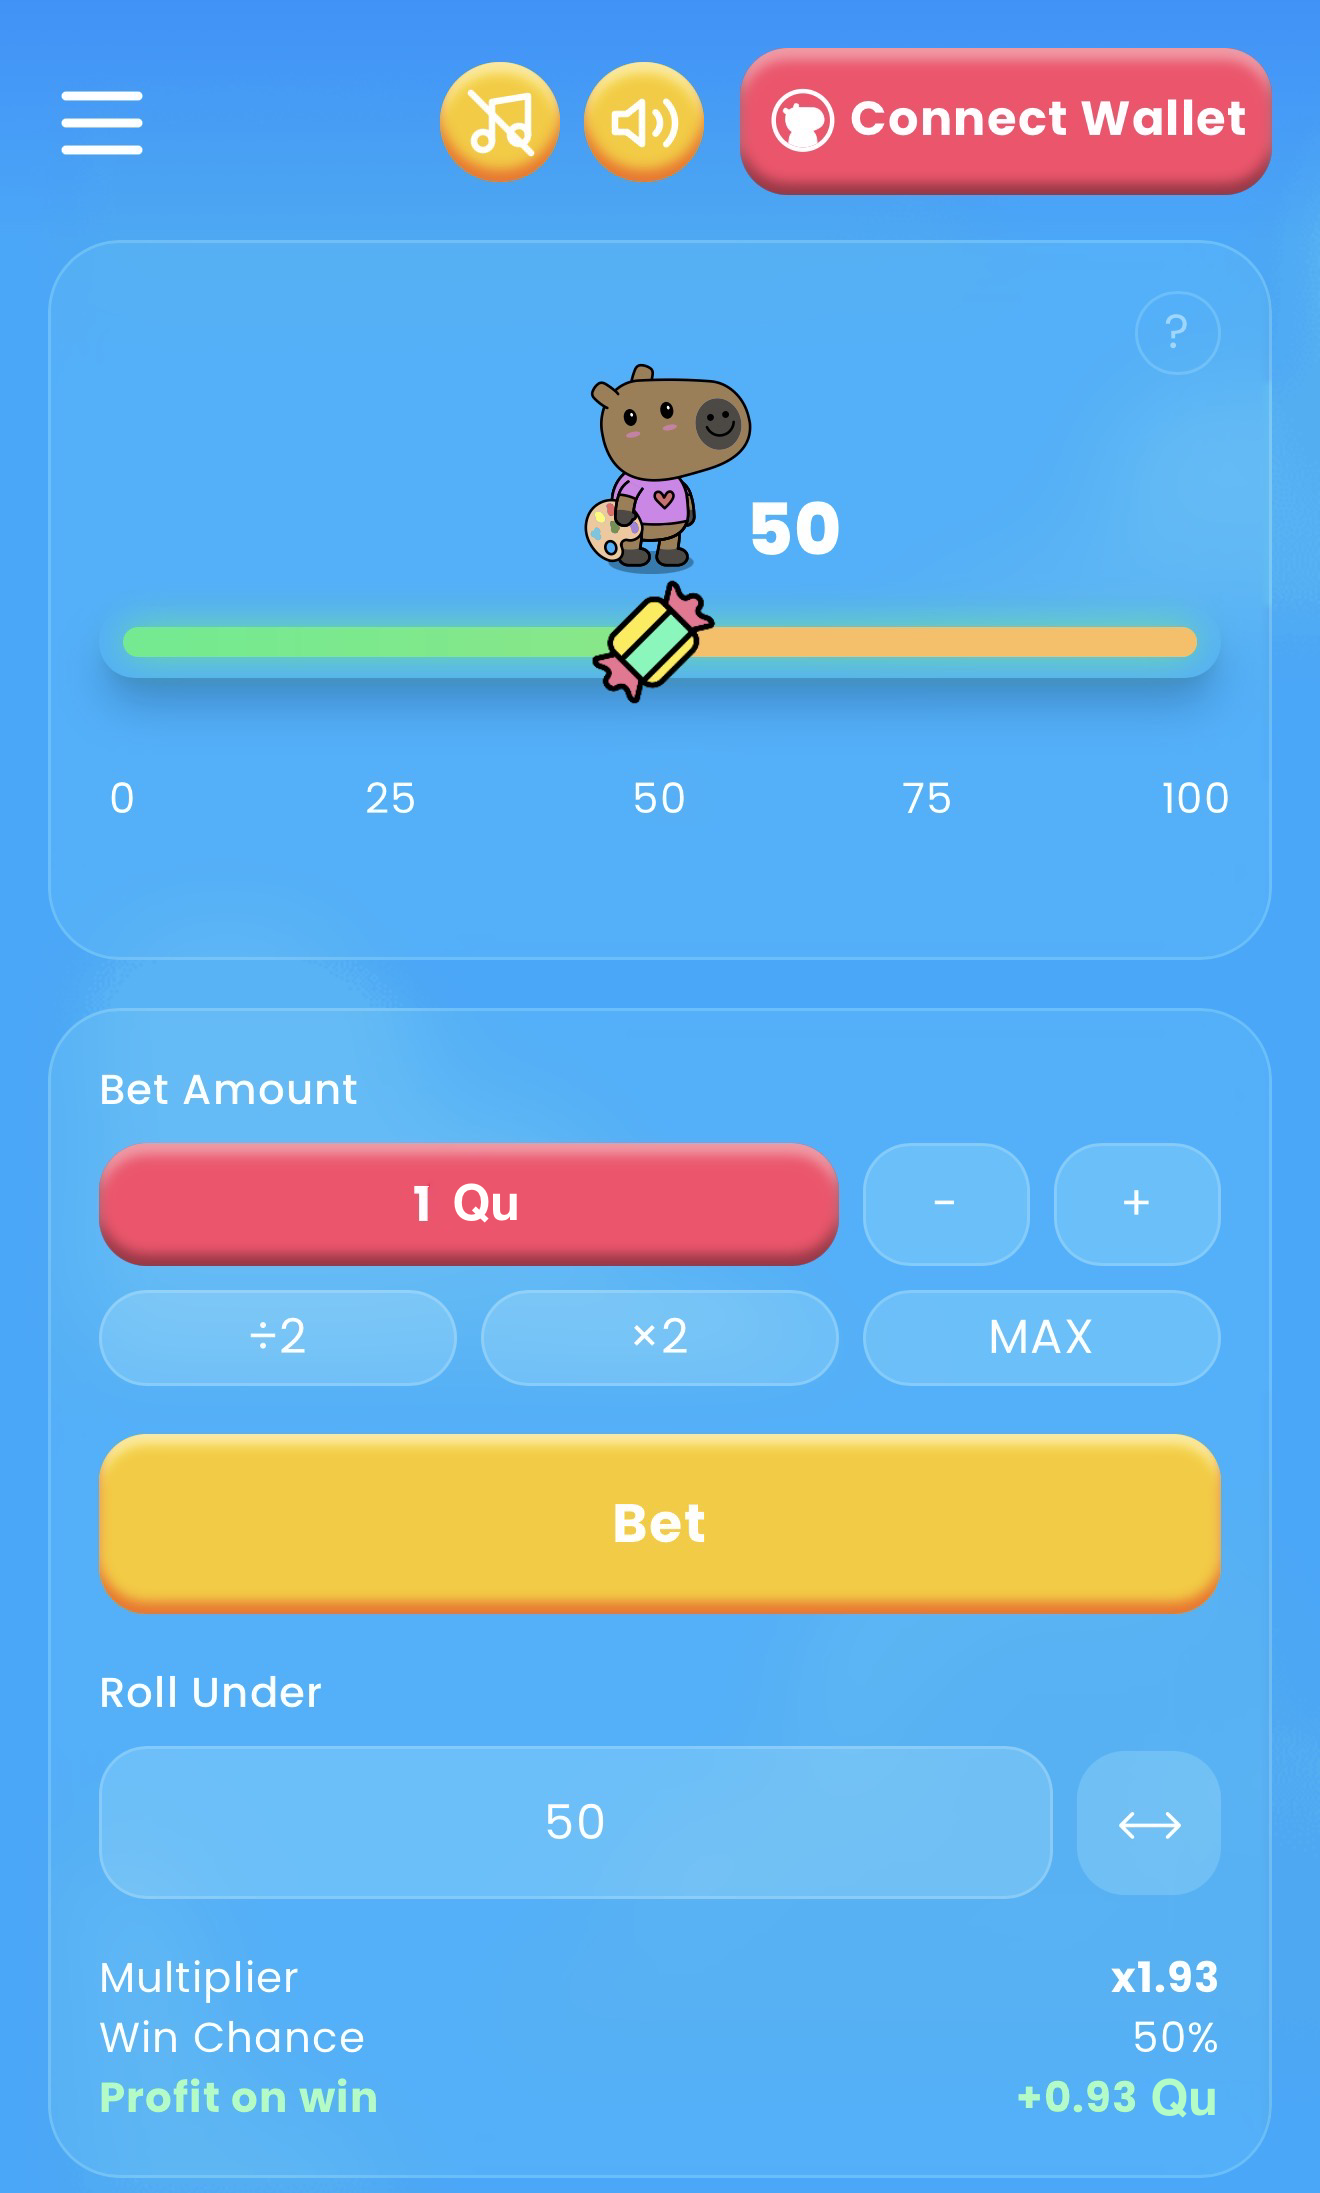 Connect Wallet
?
50
0 25 50 75 100
Bet Amount
1 Qu - +
÷2 ×2 MAX
Bet
Roll Under
50
Multiplier x1.93
Win Chance 50%
Profit on win +0.93 Qu